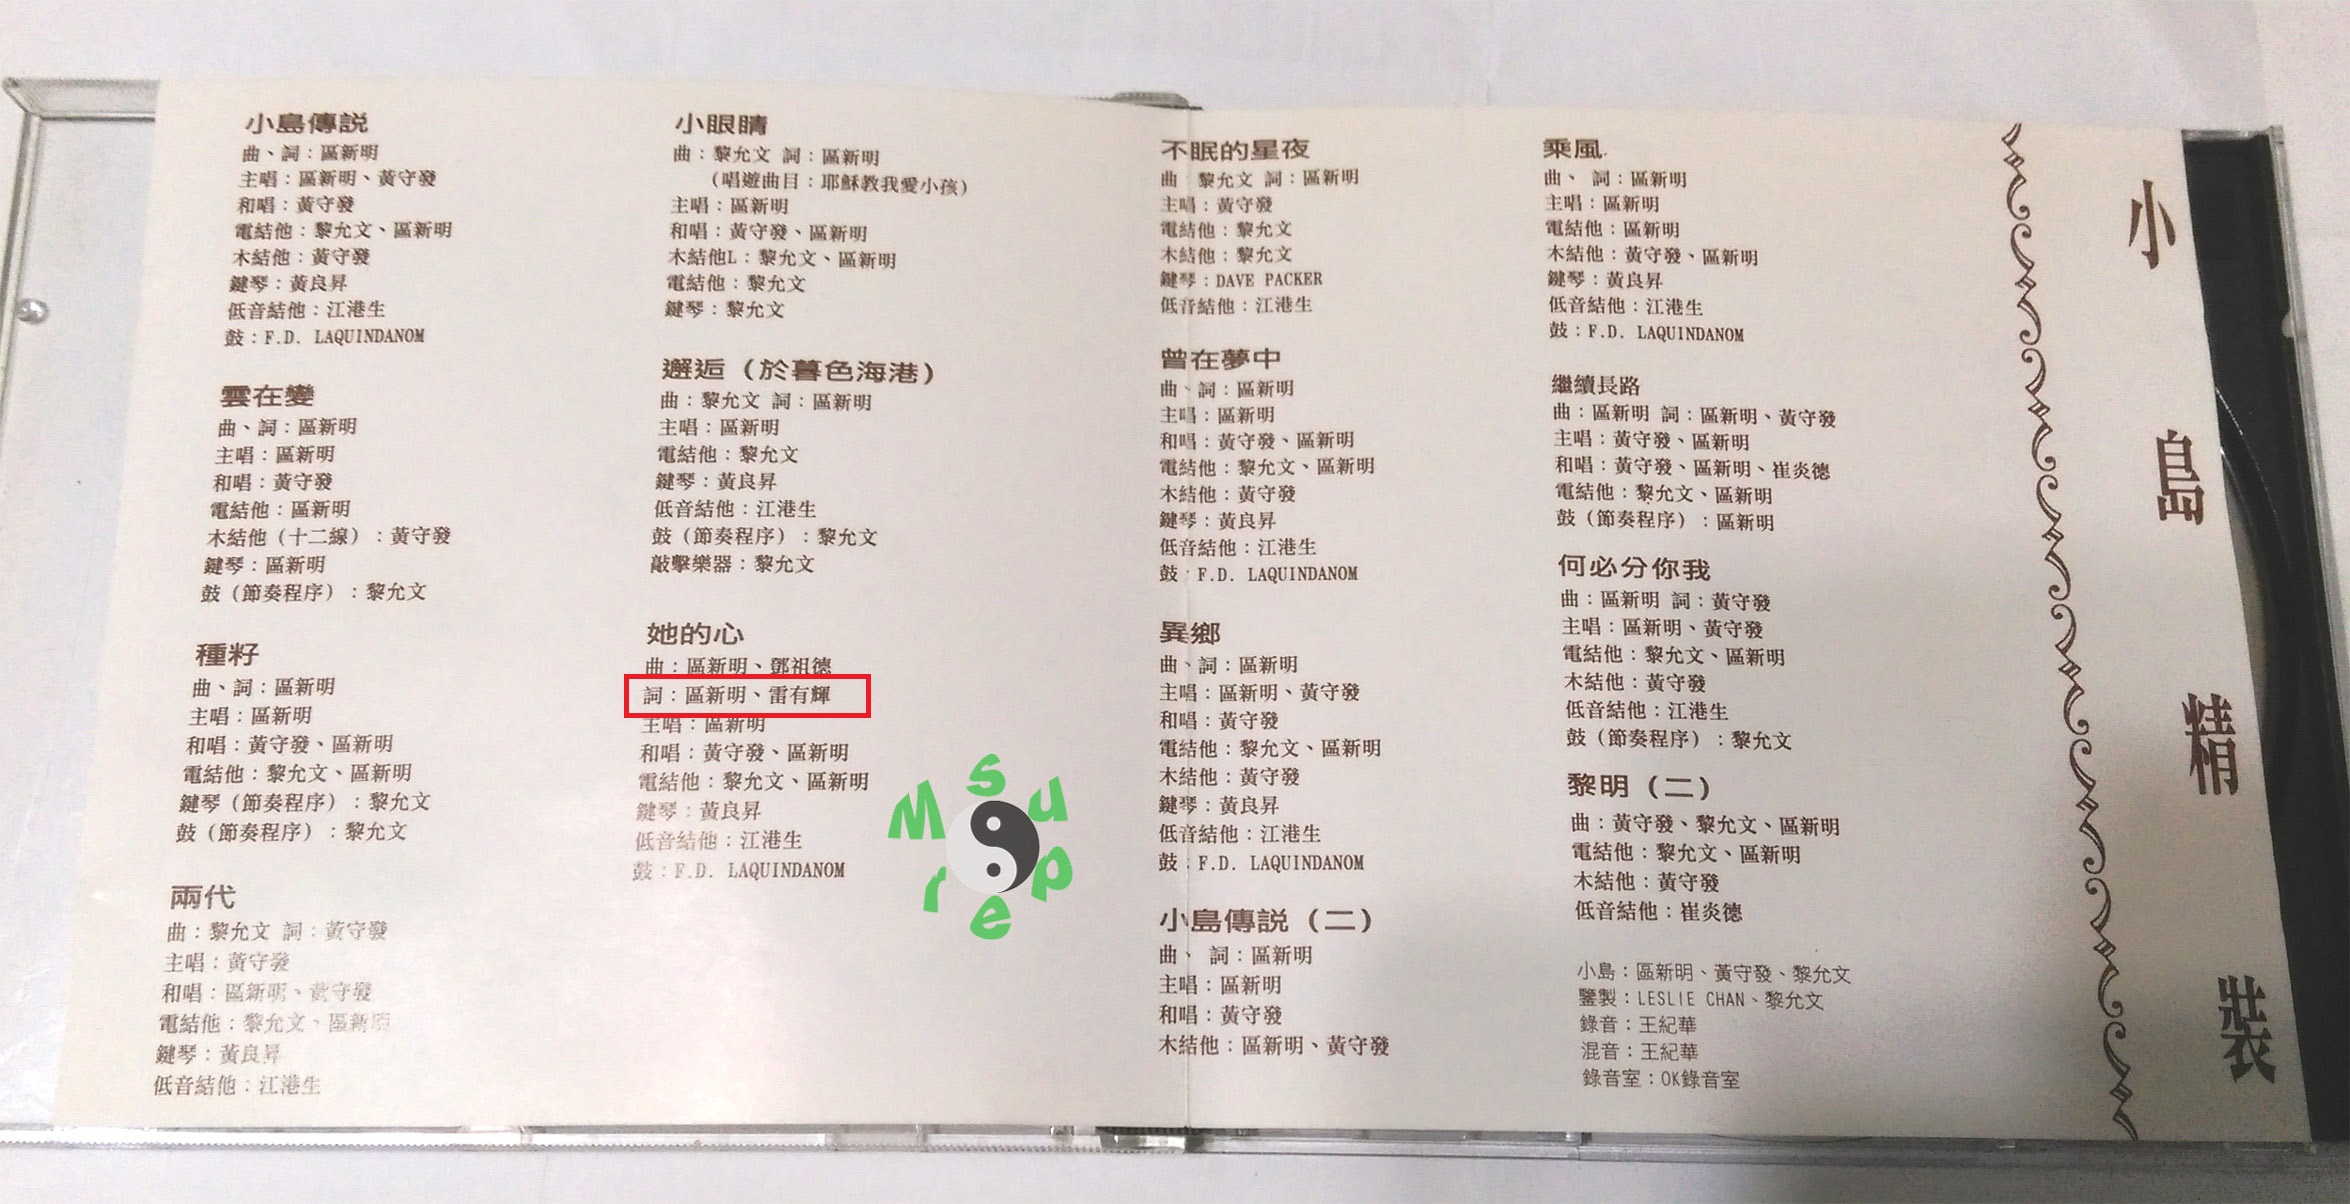 小島傳説
曲、詞：區新明
主唱：區新明、黃守發
和唱：黃守發
電結他：黎允文、區新明
木結他：黃守發
鍵琴：黃良昇
低音結他：江港生
鼓：F.D. LAQUINDANOM
雲在變
曲、詞：區新明
主唱：區新明
和唱：黃守發
電結他：區新明
木結他（十二線）：黃守發
鍵琴：區新明
鼓（節奏程序）：黎允文
種籽
曲、詞：區新明
主唱：區新明
和唱：黃守發、區新明
電結他：黎允文、區新明
鍵琴（節奏程序）：黎允文
鼓（節奏程序）：黎允文
兩代
曲：黎允文 詞：黃守發
主唱：黃守發
和唱：區新明、黃守發
電結他：黎允文、區新明
鍵琴：黃良昇
低音結他：江港生
小眼睛
曲：黎允文 詞：區新明
（唱遊曲目：耶穌教我愛小孩）
主唱：區新明
和唱：黃守發、區新明
木結他L：黎允文、區新明
電結他：黎允文
鍵琴：黎允文
邂逅（於暮色海港）
曲：黎允文 詞：區新明
主唱：區新明
電結他：黎允文
鍵琴：黃良昇
低音結他：江港生
鼓（節奏程序）：黎允文
敲擊樂器：黎允文
她的心
曲：區新明、鄧祖德
詞：區新明、雷有輝
主唱：區新明
和唱：黃守發、區新明
電結他：黎允文、區新明
鍵琴：黃良昇
低音結他：江港生
鼓：F.D. LAQUINDANOM
Msuper
不眠的星夜
曲：黎允文 詞：區新明
主唱：黃守發
電結他：黎允文
木結他：黎允文
鍵琴：DAVE PACKER
低音結他：江港生
曾在夢中
曲、詞：區新明
主唱：區新明
和唱：黃守發、區新明
電結他：黎允文、區新明
木結他：黃守發
鍵琴：黃良昇
低音結他：江港生
鼓：F.D. LAQUINDANOM
異鄉
曲、詞：區新明
主唱：區新明、黃守發
和唱：黃守發
電結他：黎允文、區新明
木結他：黃守發
鍵琴：黃良昇
低音結他：江港生
鼓：F.D. LAQUINDANOM
小島傳説（二）
曲、 詞：區新明
主唱：區新明
和唱：黃守發
木結他：區新明、黃守發
乘風
曲、 詞：區新明
主唱：區新明
電結他：區新明
木結他：黃守發、區新明
鍵琴：黃良昇
低音結他：江港生
鼓：F.D. LAQUINDANOM
繼續長路
曲：區新明 詞：區新明、黃守發
主唱：黃守發、區新明
和唱：黃守發、區新明、崔炎德
電結他：黎允文、區新明
鼓（節奏程序）：區新明
何必分你我
曲：區新明 詞：黃守發
主唱：區新明、黃守發
電結他：黎允文、區新明
木結他：黃守發
低音結他：江港生
鼓（節奏程序）：黎允文
黎明（二）
曲：黃守發、黎允文、區新明
電結他：黎允文、區新明
木結他：黃守發
低音結他：崔炎德
小島：區新明、黃守發、黎允文
鑒製：LESLIE CHAN、黎允文
錄音：王紀華
混音：王紀華
錄音室：OK錄音室
小島精裝